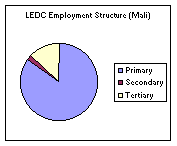 LEDC Employment Structure (Mali)
Primary
Secondary
Tertiary